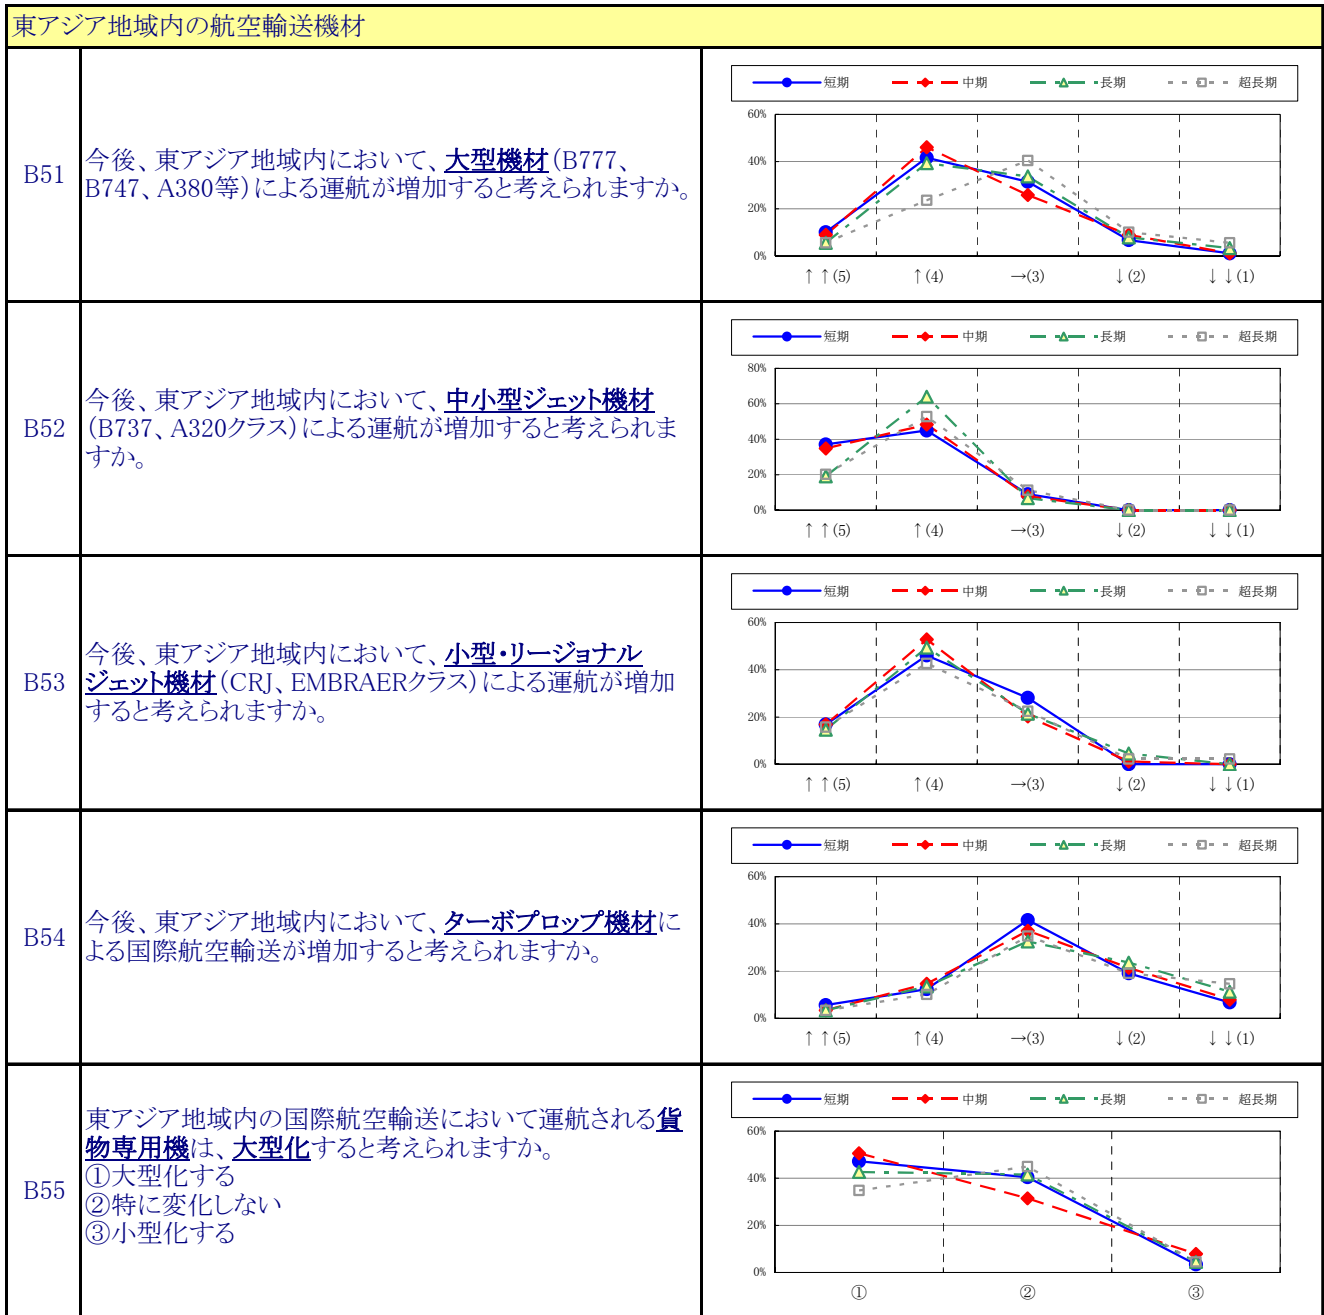 東アジア地域内の航空輸送機材
B51
今後、東アジア地域内において、大型機材(B777、
B747、A380等)による運航が増加すると考えられますか。
短期 中期 長期 超長期
60%
40%
20%
0%
↑↑(5) ↑(4) →(3) ↓(2) ↓↓(1)
B52
今後、東アジア地域内において、中小型ジェット機材
(B737、A320クラス)による運航が増加すると考えられま
すか。
短期 中期 長期 超長期
80%
60%
40%
20%
0%
↑↑(5) ↑(4) →(3) ↓(2) ↓↓(1)
B53
今後、東アジア地域内において、小型・リージョナル
ジェット機材(CRJ、EMBRAERクラス)による運航が増加
すると考えられますか。
短期 中期 長期 超長期
60%
40%
20%
0%
↑↑(5) ↑(4) →(3) ↓(2) ↓↓(1)
B54
今後、東アジア地域内において、ターボプロップ機材に
よる国際航空輸送が増加すると考えられますか。
短期 中期 長期 超長期
60%
40%
20%
0%
↑↑(5) ↑(4) →(3) ↓(2) ↓↓(1)
B55
東アジア地域内の国際航空輸送において運航される貨
物専用機は、大型化すると考えられますか。
①大型化する
②特に変化しない
③小型化する
短期 中期 長期 超長期
60%
40%
20%
0%
① ② ③